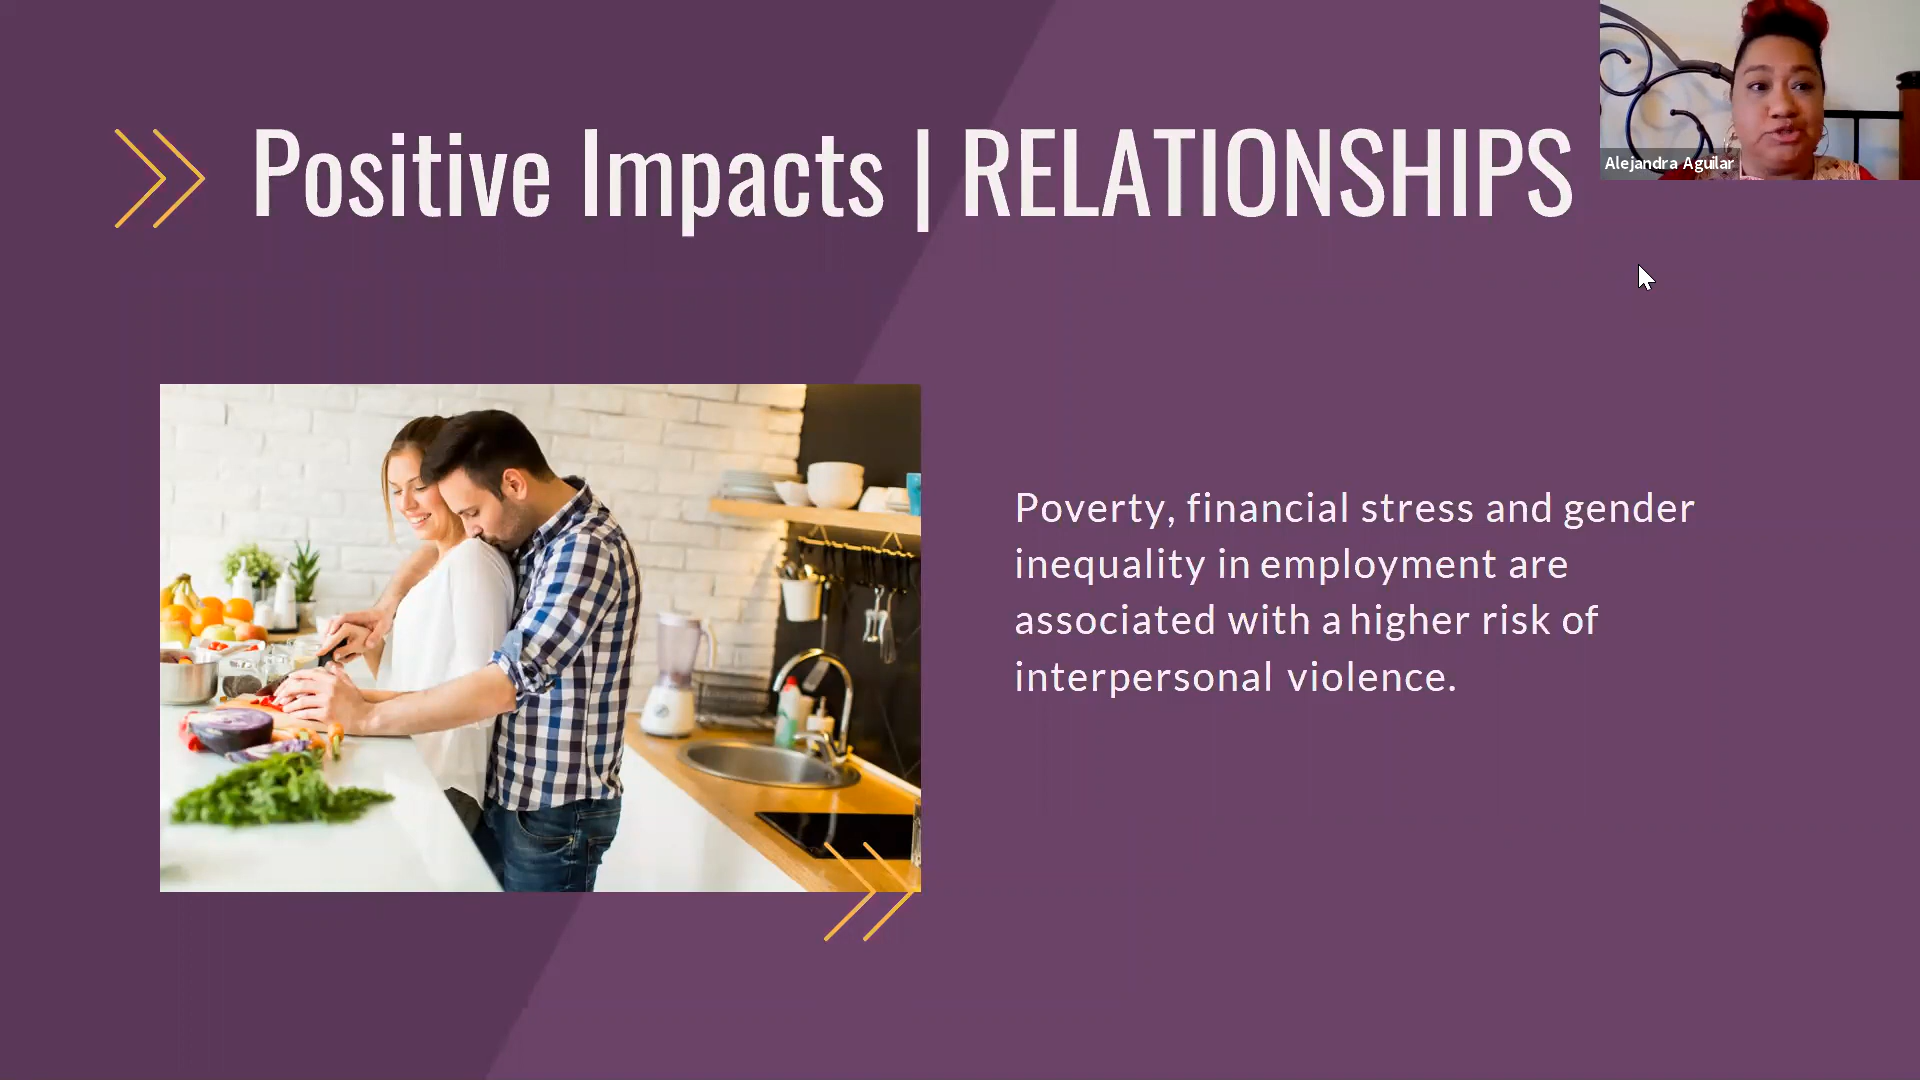 Positive Impacts | RELATIONSHIPS
Alejandra Aguilar
Poverty, financial stress and gender
inequality in employment are
associated with a higher risk of
interpersonal violence.